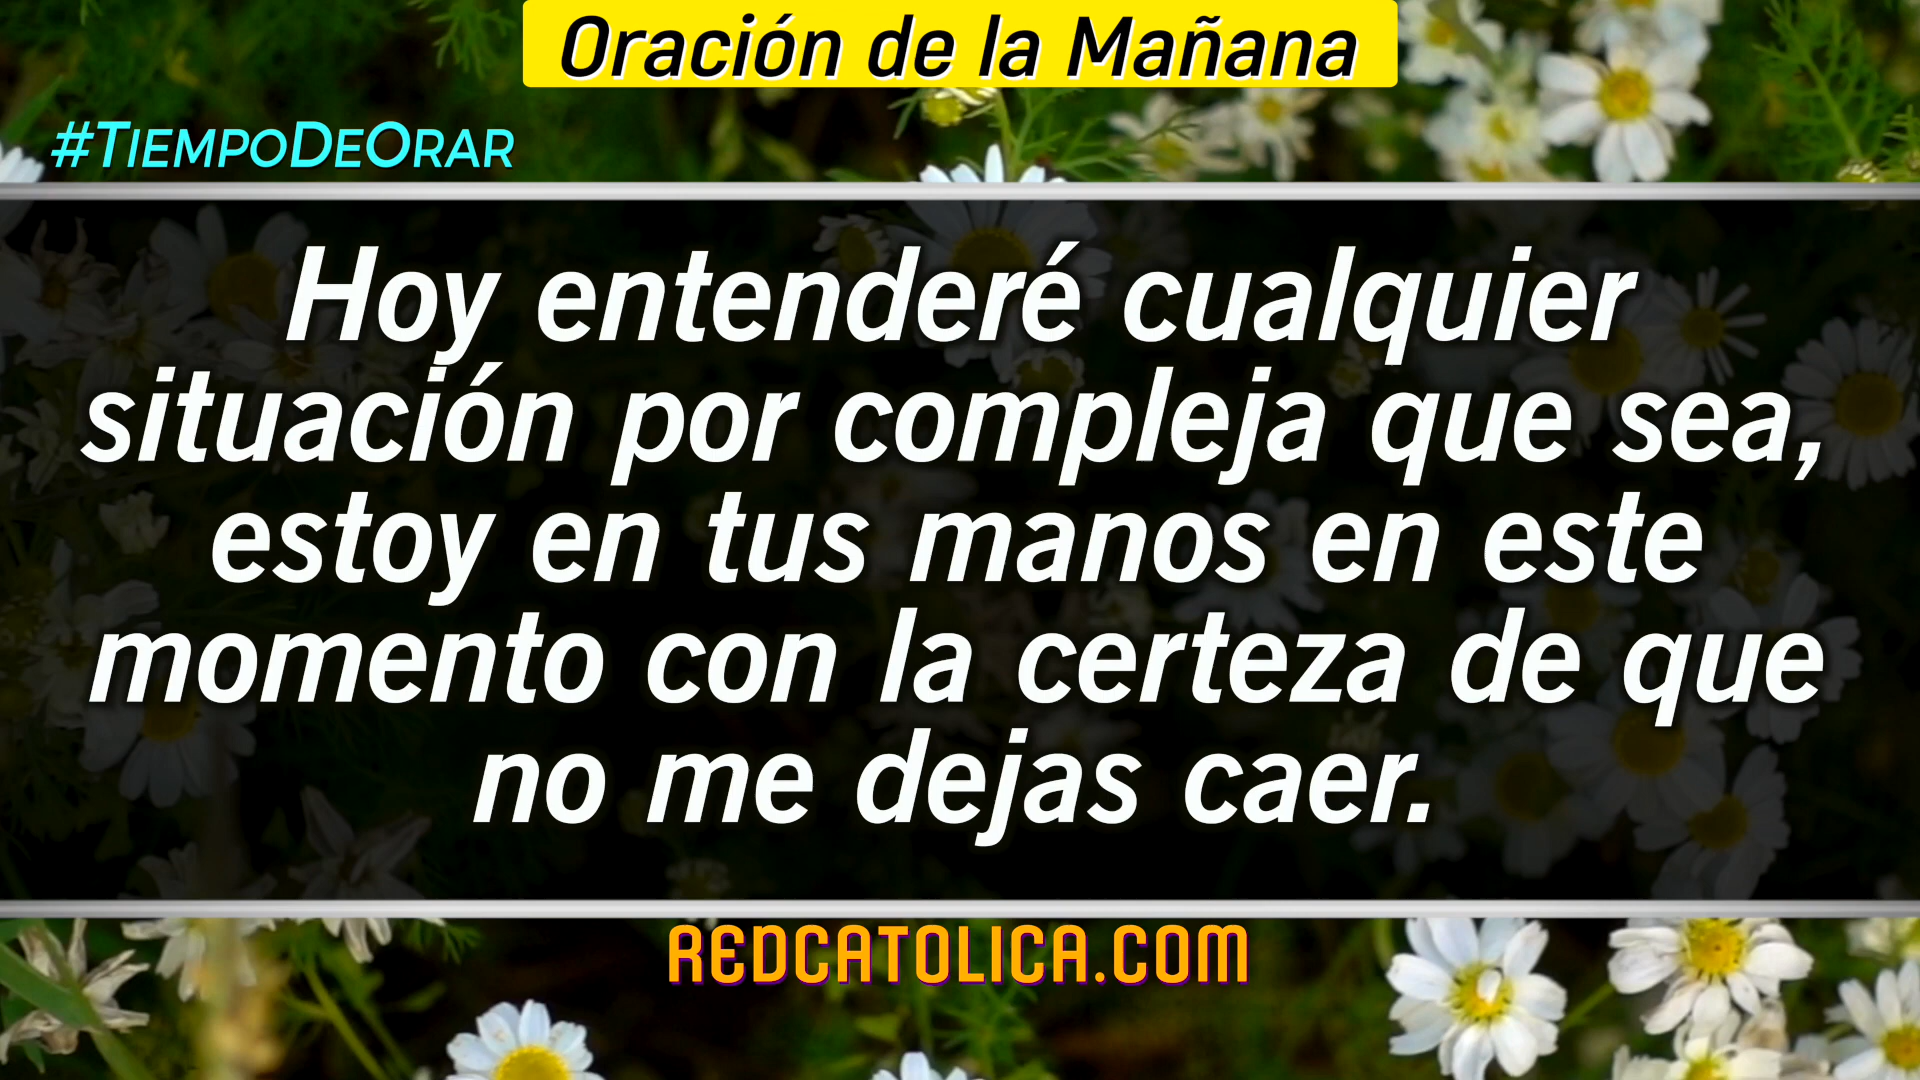 Oración de la Mañana
#TiempoDeOrar
Hoy entenderé cualquier
situación por compleja que sea,
estoy en tus manos en este
momento con la certeza de que
no me dejas caer.
REDCATOLICA.COM